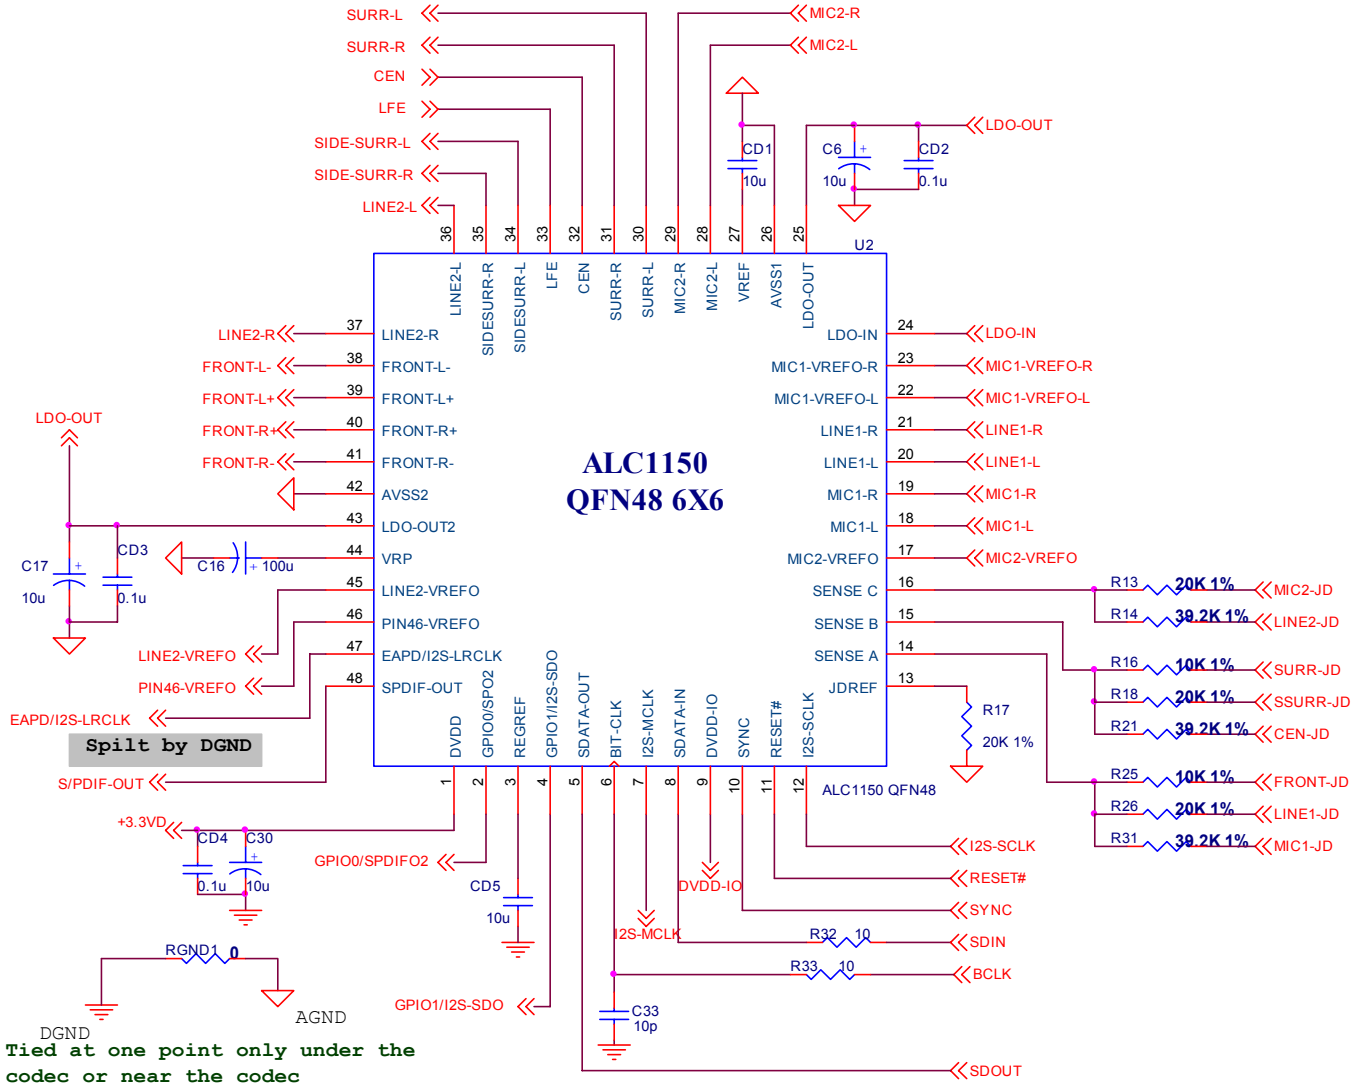 SURR-L
MIC2-R
SURR-R
MIC2-L
CEN
LFE
SIDE-SURR-L
SIDE-SURR-R
LINE2-L
LDO-OUT
CD1
10u
C6
+
10u
CD2
0.1u
36
35
34
33
32
31
30
29
28
27
26
25
U2
LINE2-L
SIDESURR-R
SIDESURR-L
LFE
CEN
SURR-R
SURR-L
MIC2-R
MIC2-L
VREF
AVSS1
LDO-OUT
LINE2-R 37 LINE2-R
FRONT-L- 38 FRONT-L-
FRONT-L+ 39 FRONT-L+
FRONT-R+ 40 FRONT-R+
FRONT-R- 41 FRONT-R-
42 AVSS2
43 LDO-OUT2
44 VRP
45 LINE2-VREFO
46 PIN46-VREFO
47 EAPD/I2S-LRCLK
48 SPDIF-OUT
LDO-OUT
C17
+
10u
CD3
0.1u
C16
+
100u
LINE2-VREFO
PIN46-VREFO
EAPD/I2S-LRCLK
Spilt by DGND
S/PDIF-OUT
ALC1150
QFN48 6X6
LDO-IN 24 LDO-IN
MIC1-VREFO-R 23 MIC1-VREFO-R
MIC1-VREFO-L 22 MIC1-VREFO-L
LINE1-R 21 LINE1-R
LINE1-L 20 LINE1-L
MIC1-R 19 MIC1-R
MIC1-L 18 MIC1-L
MIC2-VREFO 17 MIC2-VREFO
SENSE C 16
SENSE B 15
SENSE A 14
JDREF 13
R13 20K 1% MIC2-JD
R14 39.2K 1% LINE2-JD
R16 10K 1% SURR-JD
R18 20K 1% SSURR-JD
R21 39.2K 1% CEN-JD
R25 10K 1% FRONT-JD
R26 20K 1% LINE1-JD
R31 39.2K 1% MIC1-JD
R17
20K 1%
DVDD
GPIO0/SPO2
REGREF
GPIO1/I2S-SDO
SDATA-OUT
BIT-CLK
I2S-MCLK
SDATA-IN
DVDD-IO
SYNC
RESET#
I2S-SCLK
1
2
3
4
5
6
7
8
9
10
11
12
ALC1150 QFN48
+3.3VD
CD4
0.1u
C30
+
10u
GPIO0/SPDIFO2
CD5
10u
I2S-MCLK
DVDD-IO
I2S-SCLK
RESET#
SYNC
R32 10 SDIN
R33 10 BCLK
RGND1 0
GPIO1/I2S-SDO
C33
10p
AGND
DGND
SDOUT
Tied at one point only under the
codec or near the codec